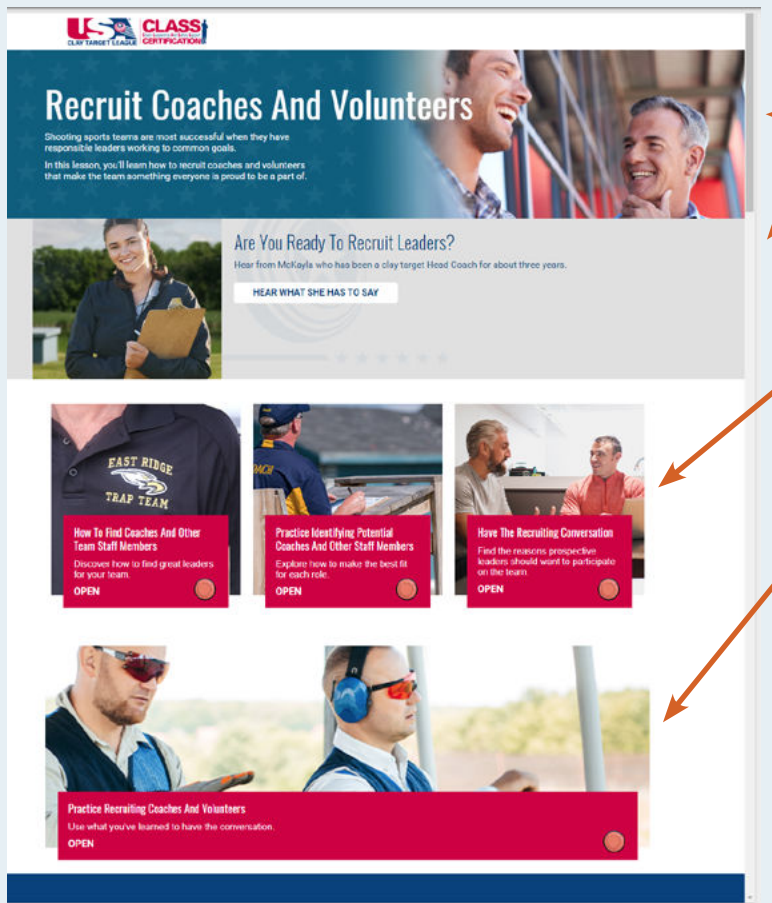 USA
CLAY TARGET LEAGUE
CLASS
CERTIFICATION
Recruit Coaches And Volunteers
Shooting sports teams are most successful when they have
responsible leaders working to common goals.
In this lesson, you'll learn how to recruit coaches and volunteers
that make the team something everyone is proud to be a part of.
Are You Ready To Recruit Leaders?
Hear from McKayla who has been a clay target Head Coach for about three years.
HEAR WHAT SHE HAS TO SAY
EAST RIDGE
TRAP TEAM
COACH
How To Find Coaches And Other
Team Staff Members
Discover how to find great leaders
for your team.
OPEN
Practice Identifying Potential
Coaches And Other Staff Members
Explore how to make the best fit
for each role.
OPEN
Have The Recruiting Conversation
Find the reasons prospective
leaders should want to participate
on the team.
OPEN
Practice Recruiting Coaches And Volunteers
Use what you've learned to have the conversation.
OPEN